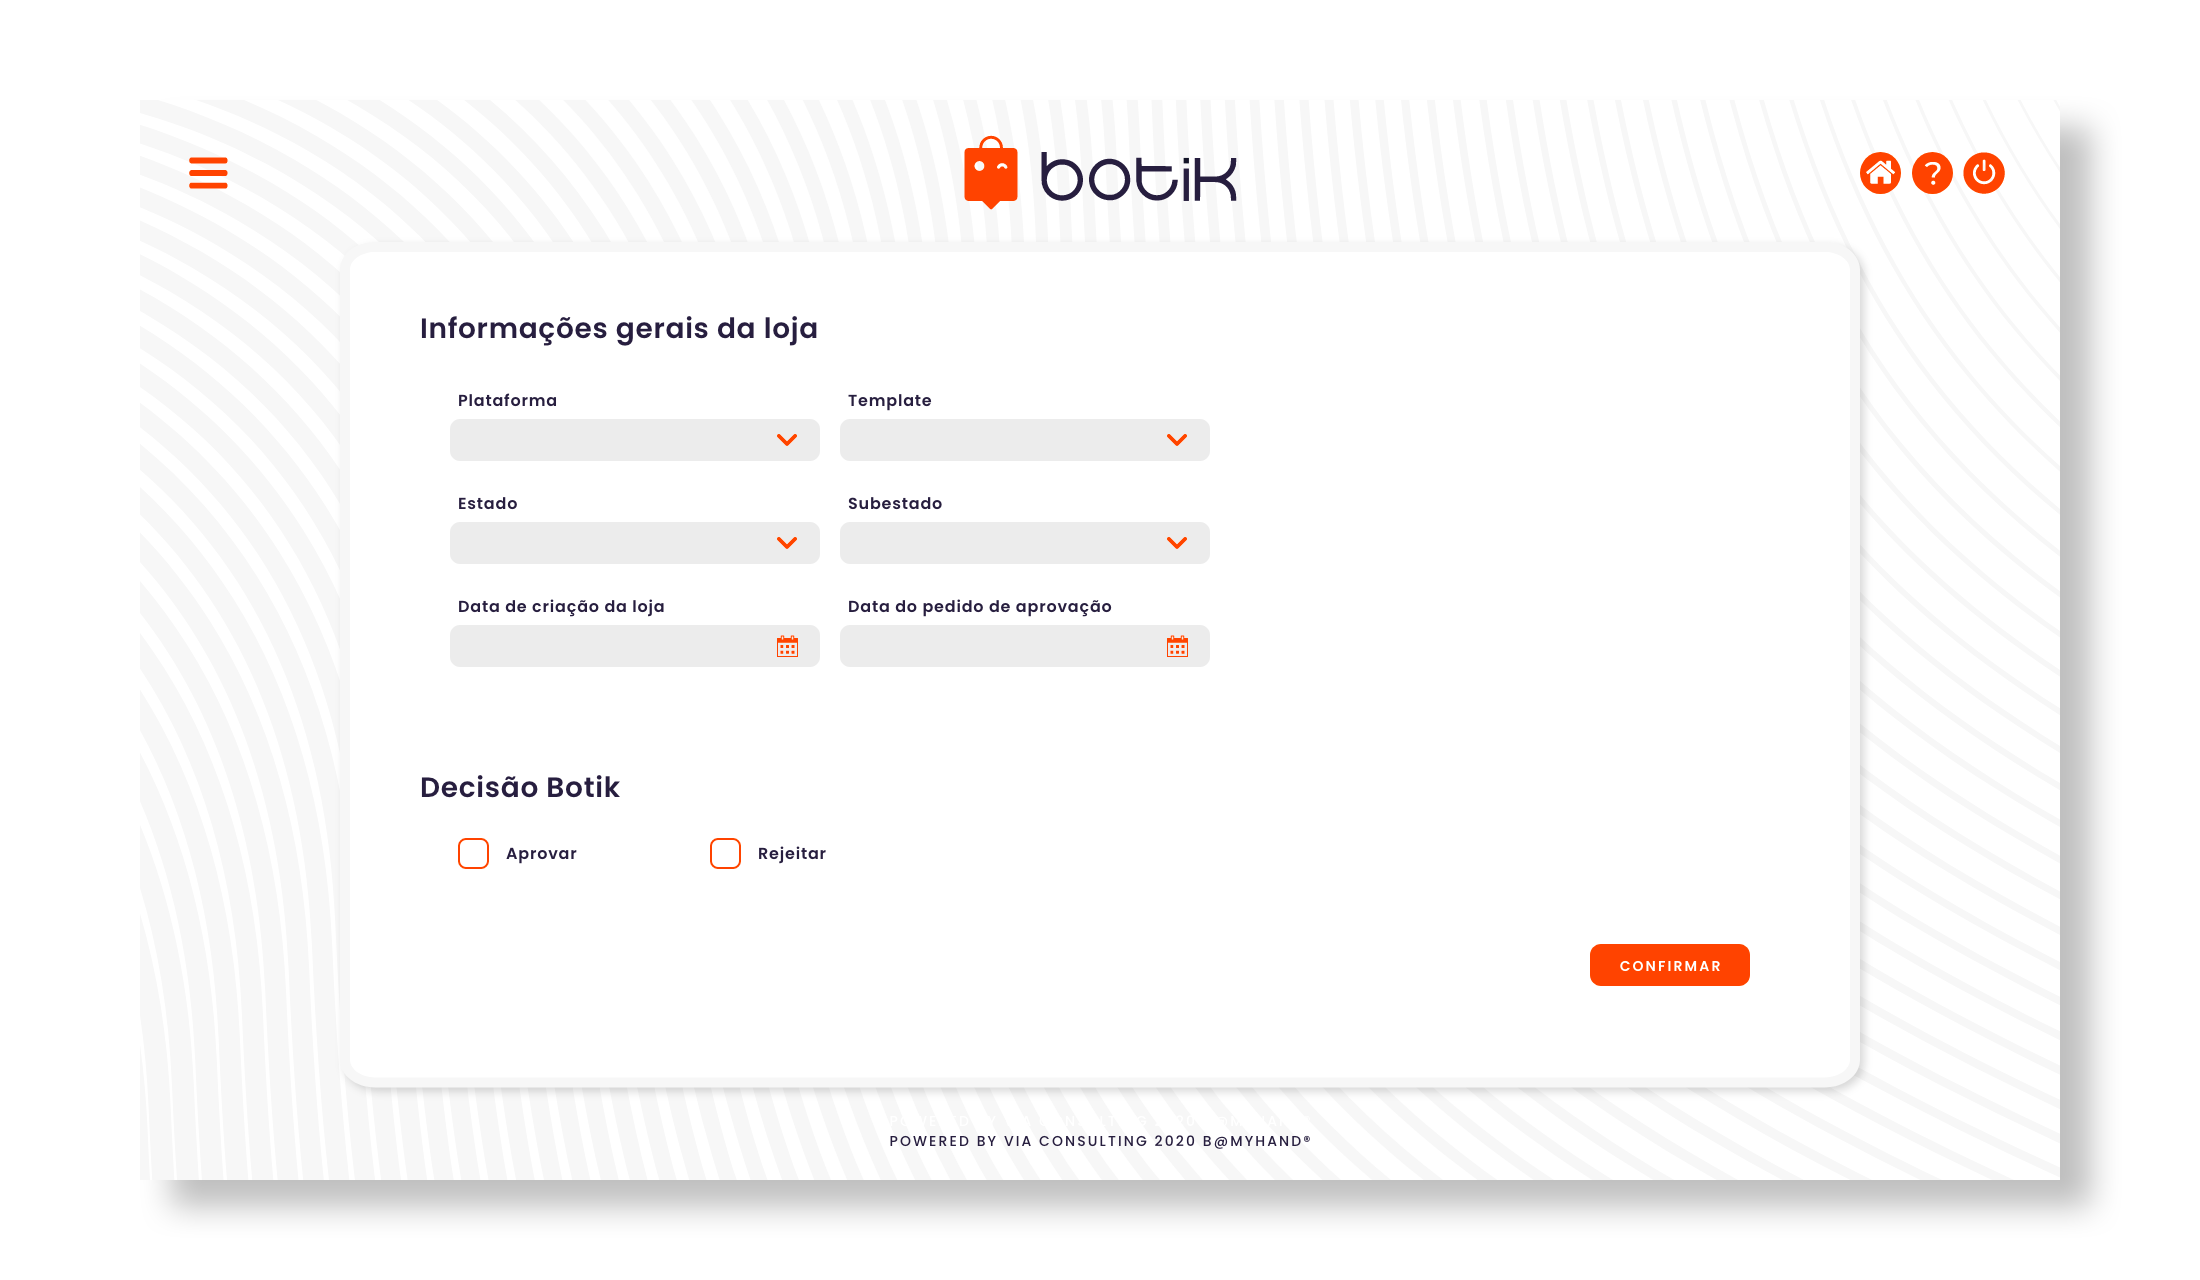 botik
Informações gerais da loja
Plataforma
Template
Estado
Subestado
Data de criação da loja
Data do pedido de aprovação
Decisão Botik
Aprovar
Rejeitar
CONFIRMAR
POWERED BY VIA CONSULTING 2020 B@MYHAND®